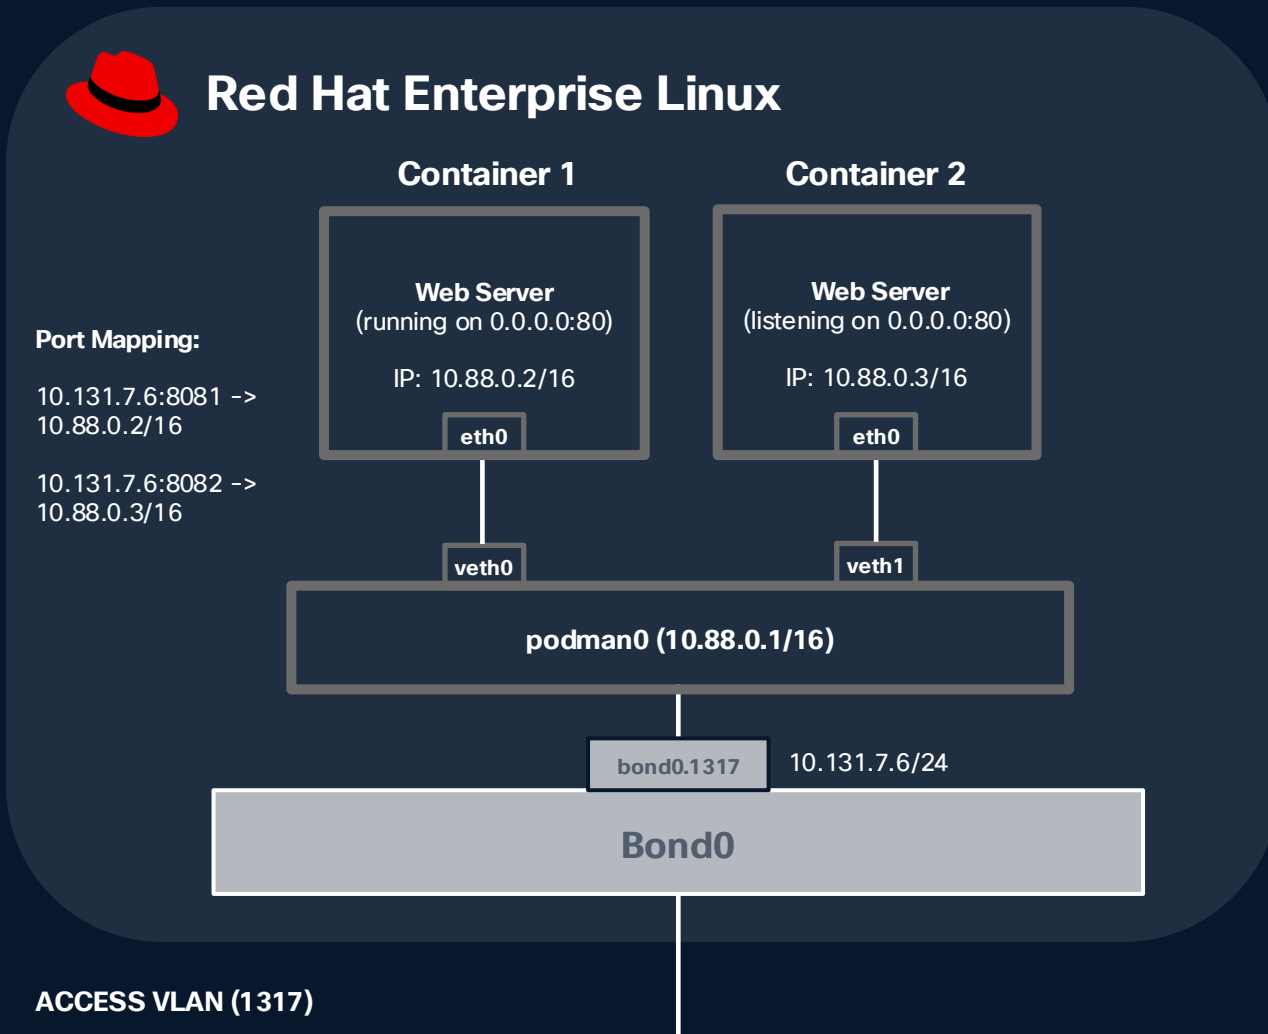 Red Hat Enterprise Linux
Container 1
Container 2
Web Server
(running on 0.0.0.0:80)
IP: 10.88.0.2/16
eth0
Web Server
(listening on 0.0.0.0:80)
IP: 10.88.0.3/16
eth0
Port Mapping:
10.131.7.6:8081 ->
10.88.0.2/16
10.131.7.6:8082 ->
10.88.0.3/16
veth0
veth1
podman0 (10.88.0.1/16)
bond0.1317
10.131.7.6/24
Bond0
ACCESS VLAN (1317)